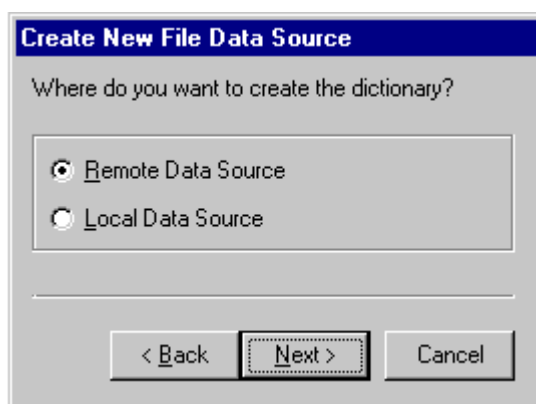 Create New File Data Source
Where do you want to create the dictionary?
Remote Data Source
Local Data Source
< Back Next > Cancel